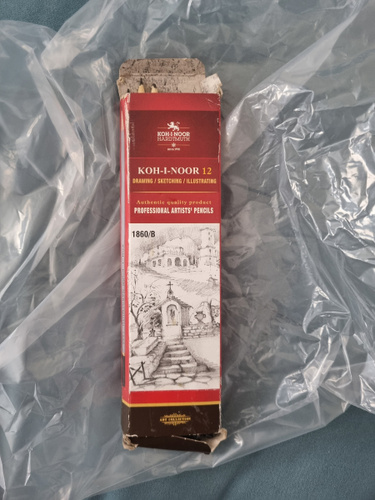 KOH-I-NOOR
HARDTMUTH
KOH-I-NOOR 12
DRAWING / SKETCHING / ILLUSTRATING
Authentic quality product
PROFESSIONAL ARTISTS' PENCILS
1860/B